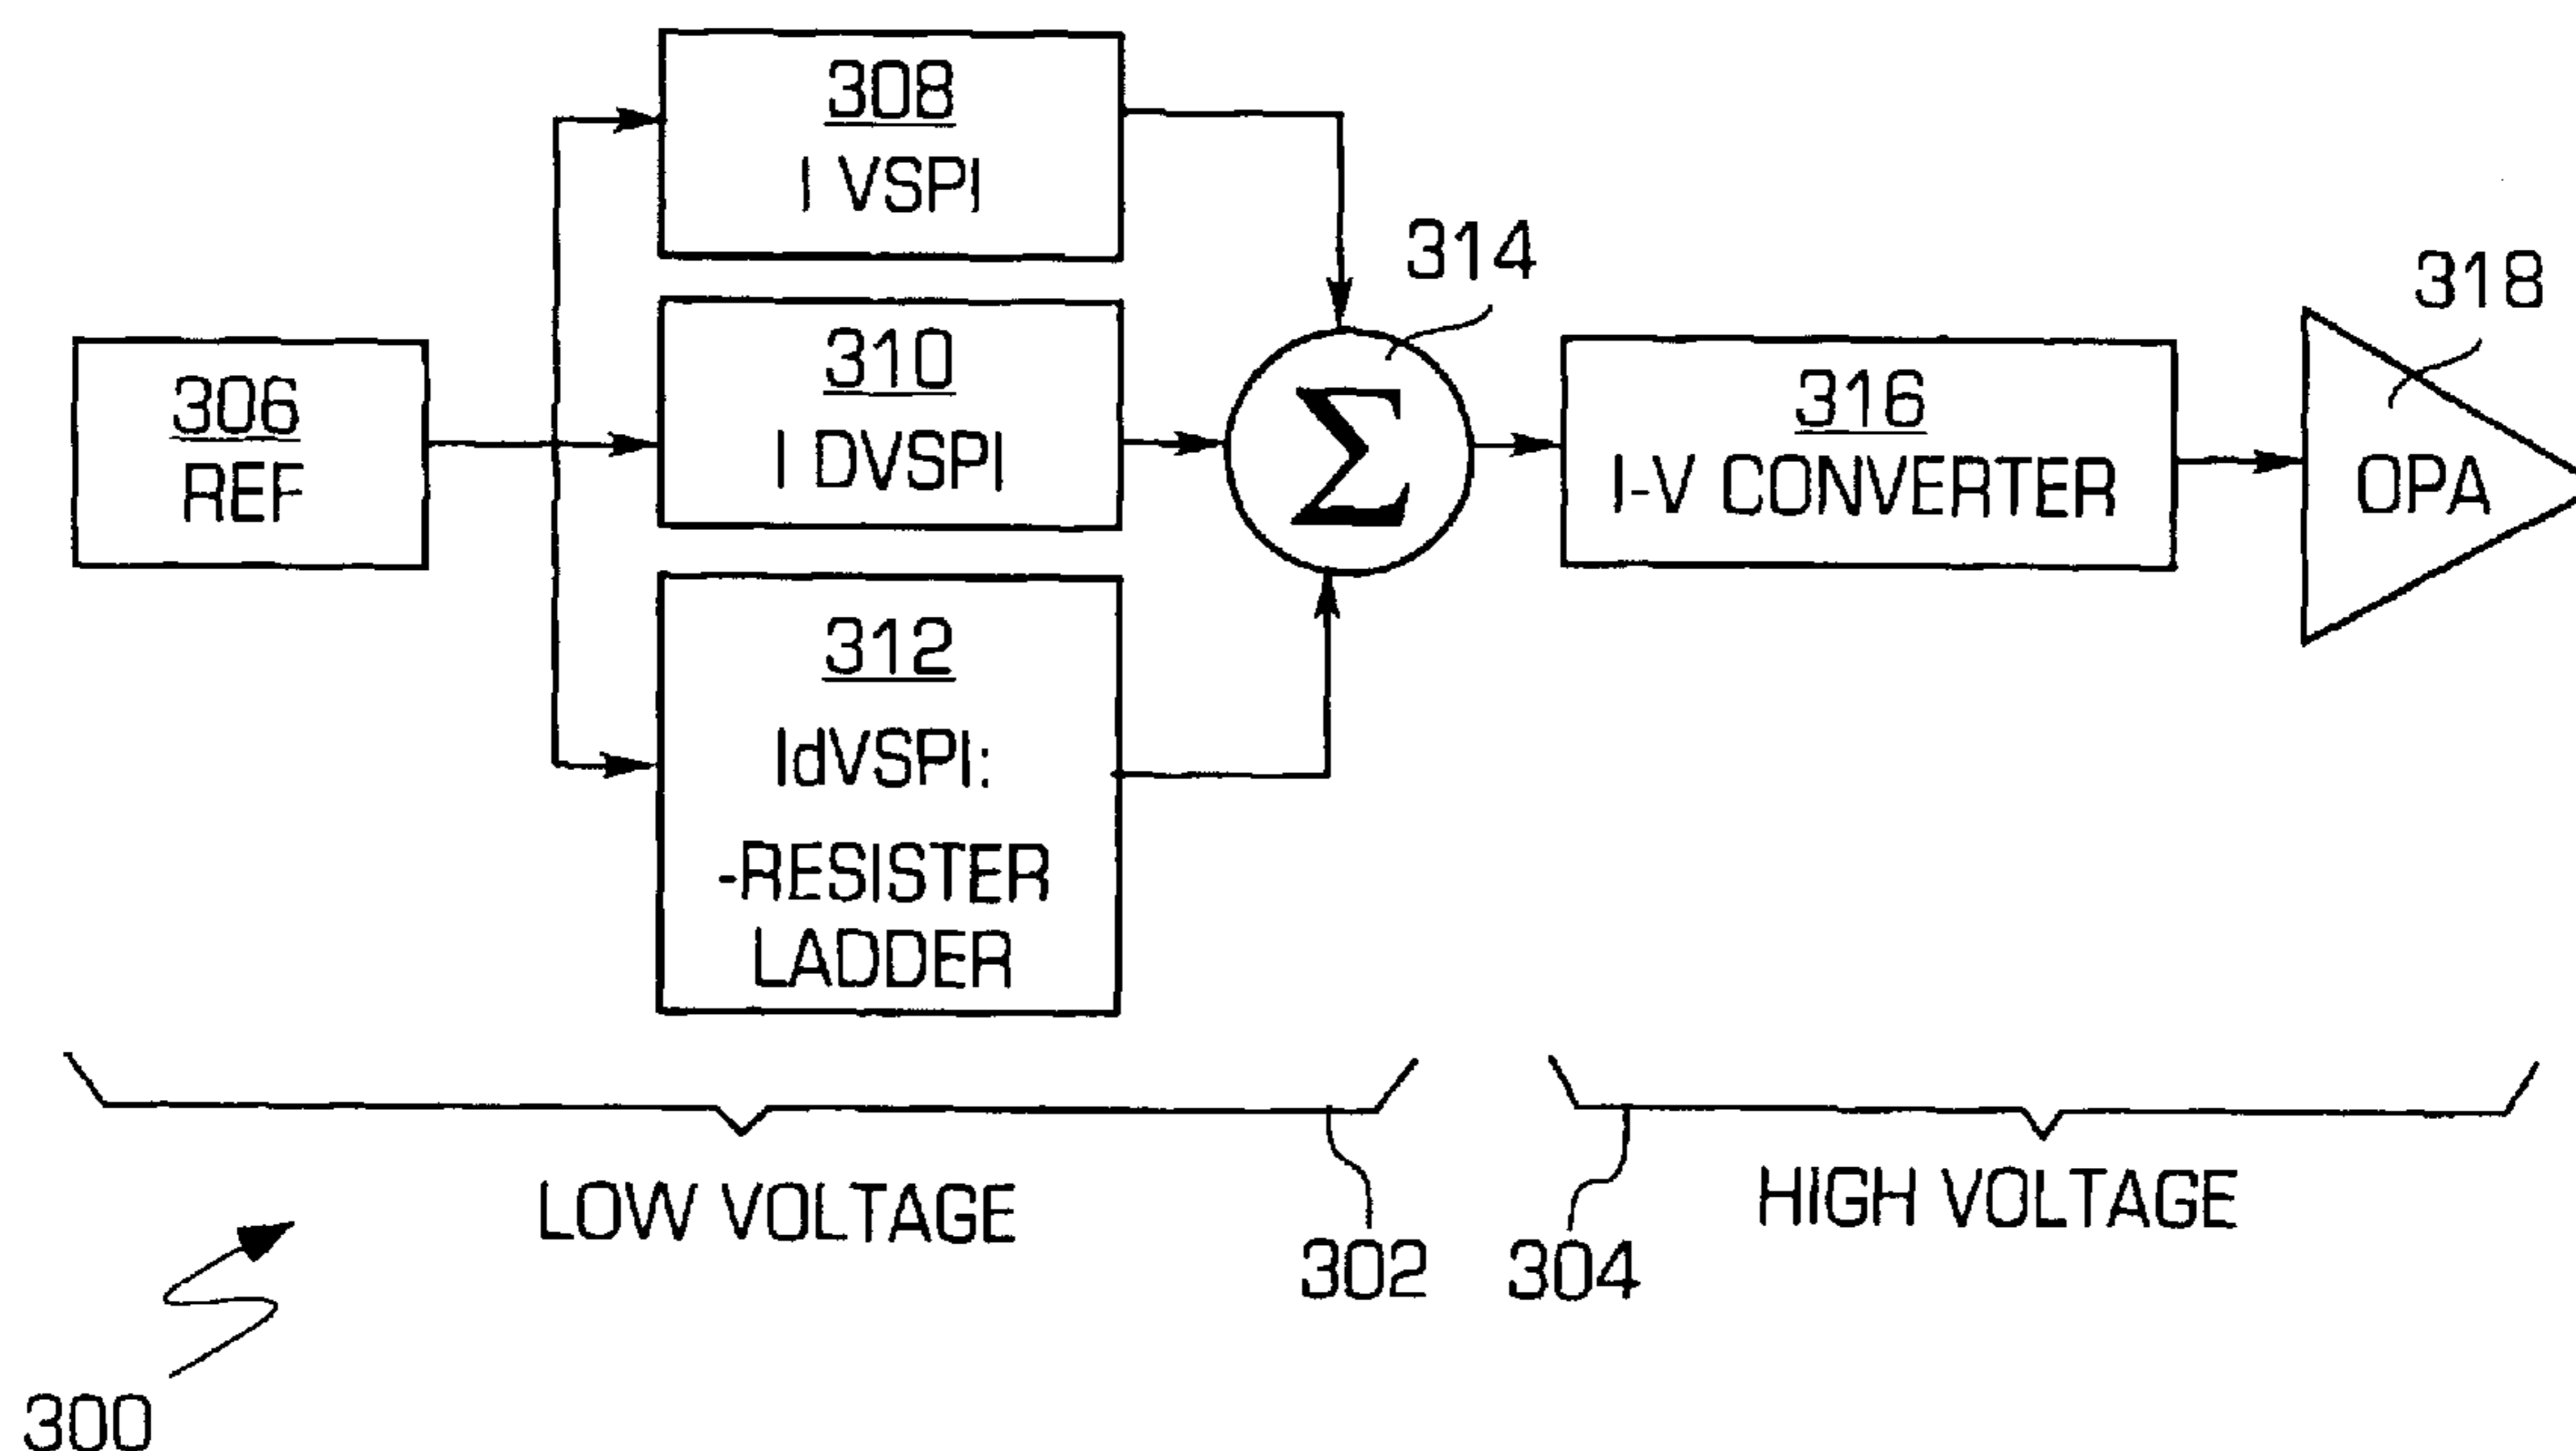 308
I VSPI
314
318
310
I DVSPI
306
REF
Σ
316
I-V CONVERTER
OPA
312
IdVSPI:
-RESISTER
LADDER
LOW VOLTAGE
HIGH VOLTAGE
302
304
300